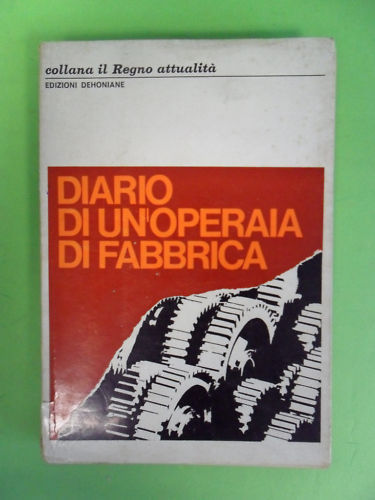 collana il Regno attualità
EDIZIONI DEHONIANE
DIARIO
DI UN'OPERAIA
DI FABBRICA